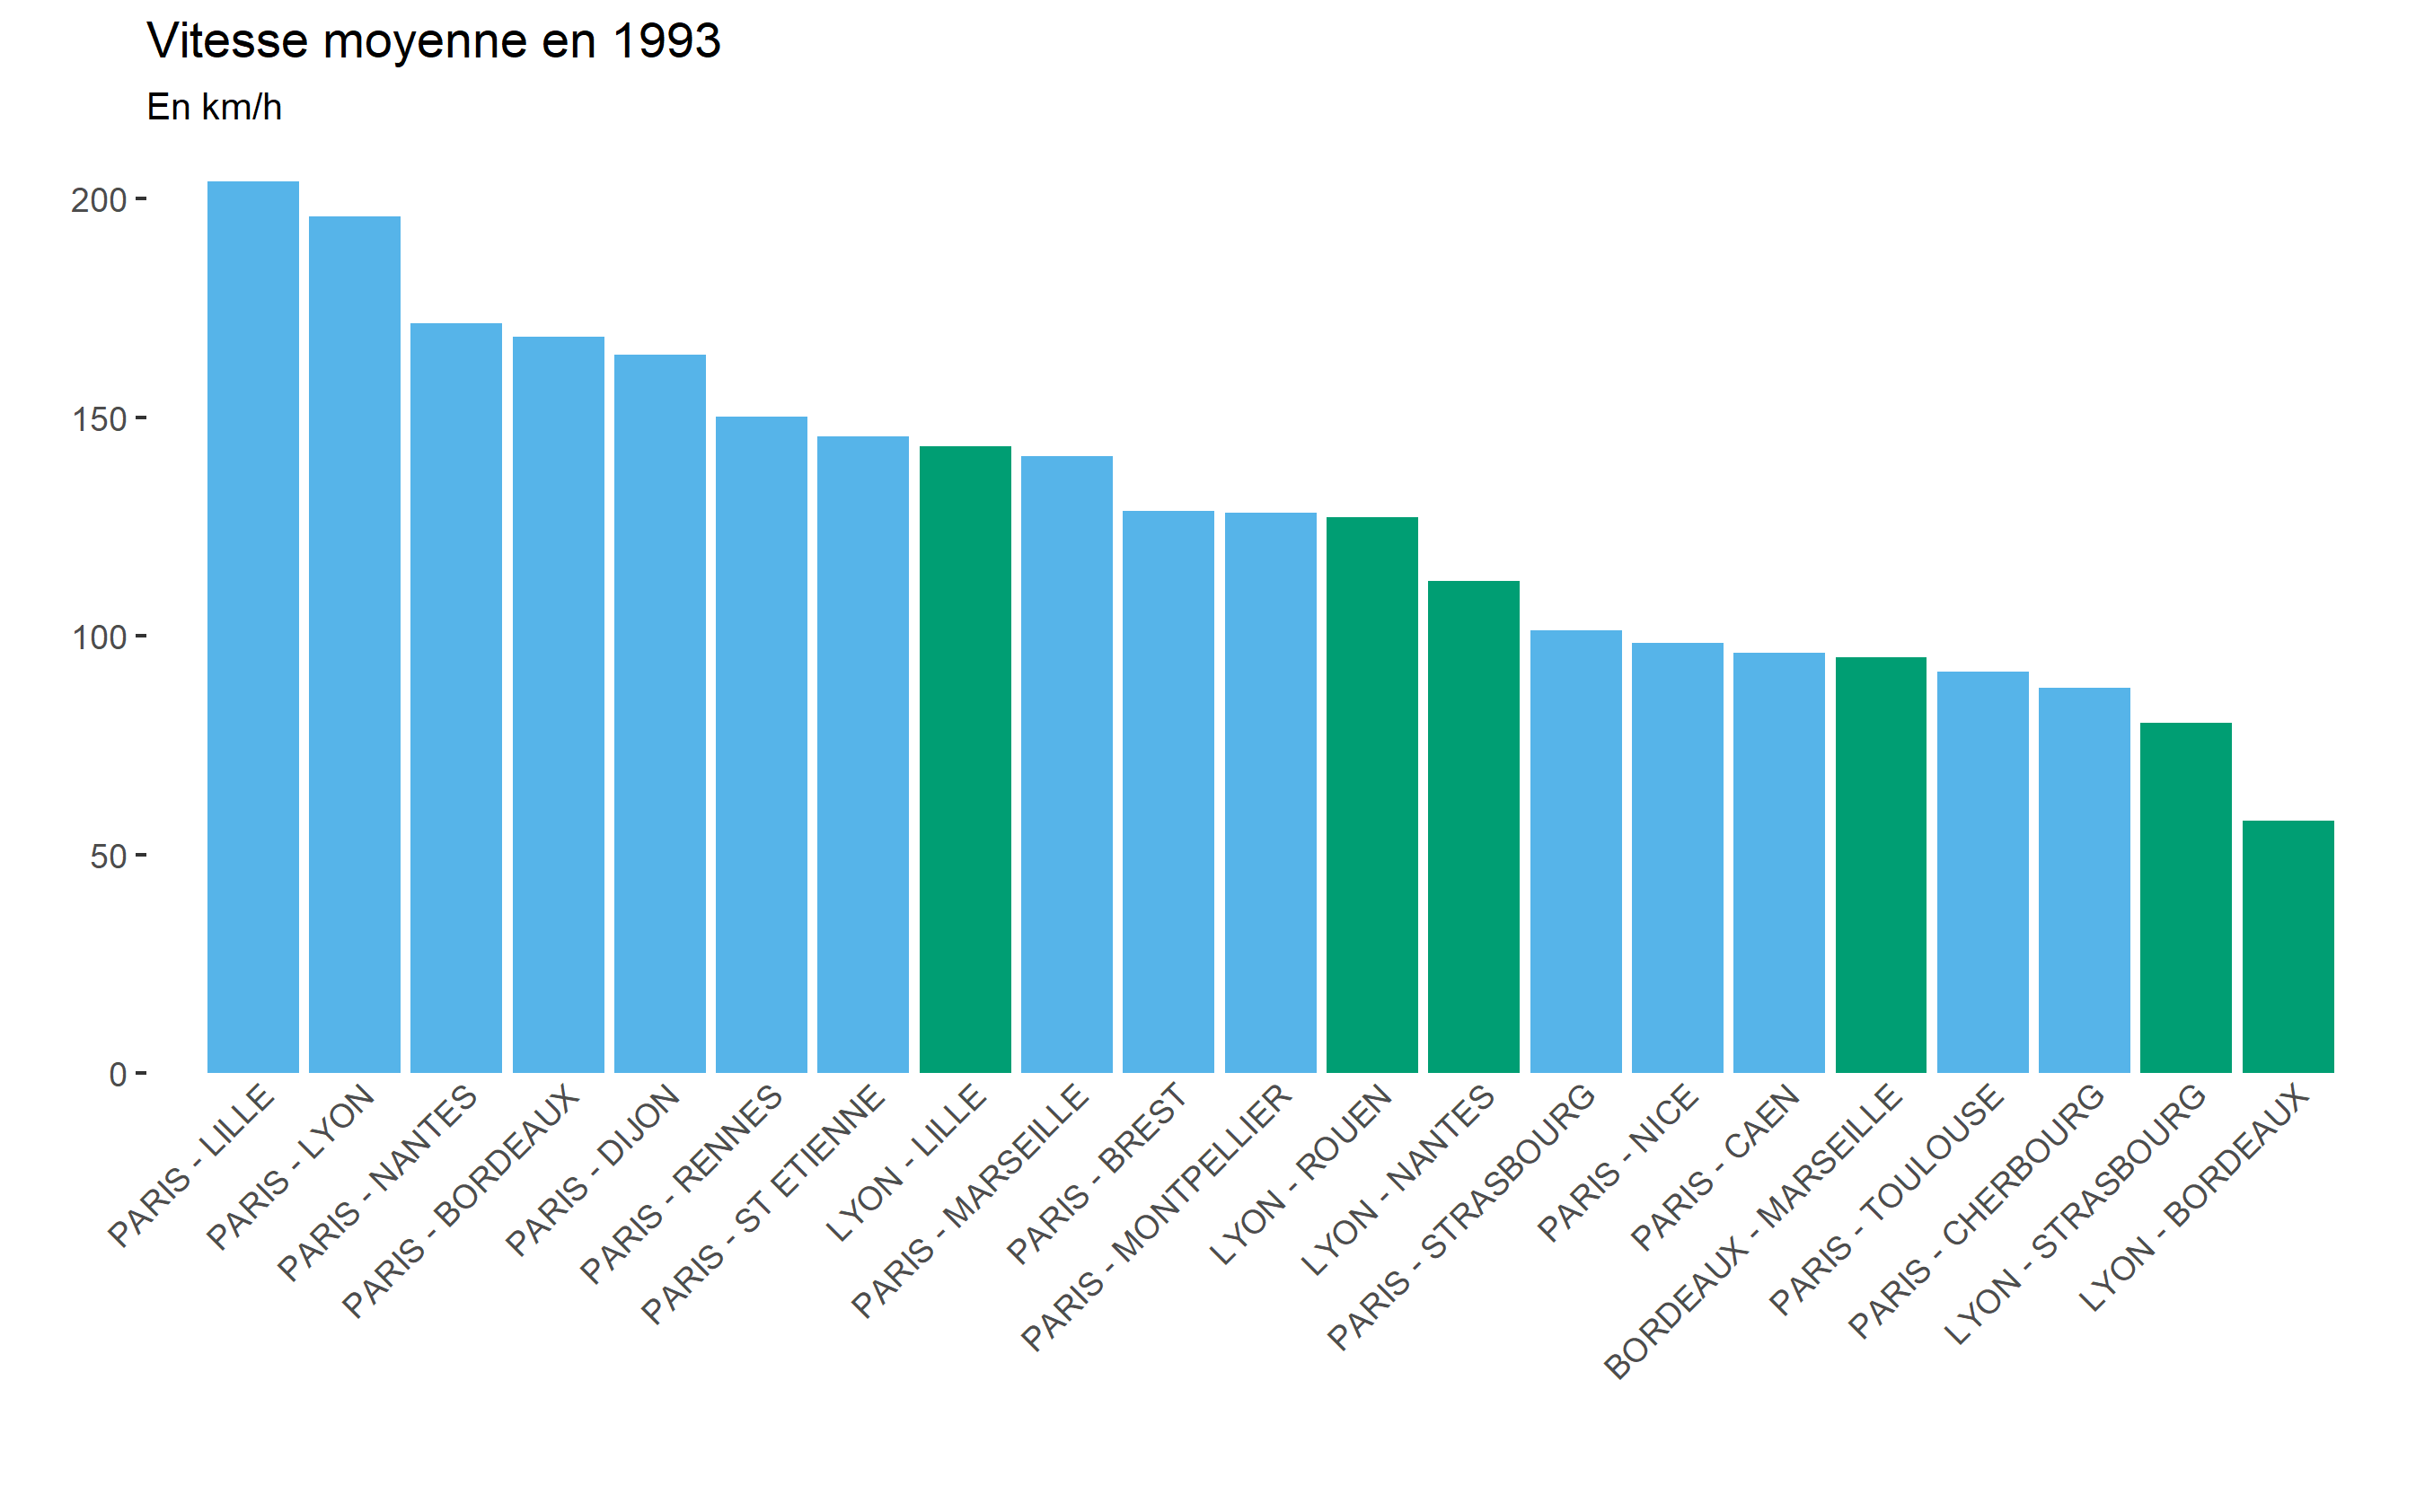 Vitesse moyenne en 1993
En km/h
200
150
100
50
0
PARIS - LILLE
PARIS - LYON
PARIS - NANTES
PARIS - BORDEAUX
PARIS - DIJON
PARIS - RENNES
PARIS - ST ETIENNE
LYON - LILLE
PARIS - MARSEILLE
PARIS - BREST
PARIS - MONTPELLIER
LYON - ROUEN
LYON - NANTES
PARIS - STRASBOURG
PARIS - NICE
PARIS - CAEN
BORDEAUX - MARSEILLE
PARIS - TOULOUSE
PARIS - CHERBOURG
LYON - STRASBOURG
LYON - BORDEAUX